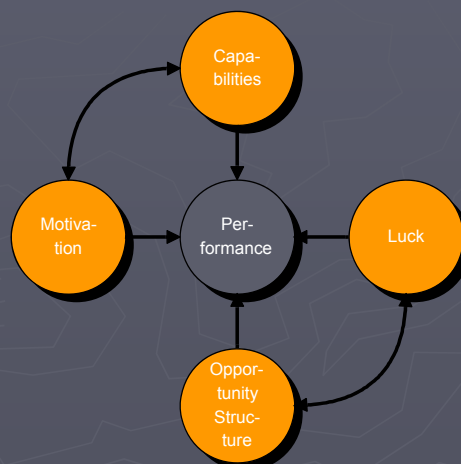 Capa-
bilities
Motiva-
tion
Per-
formance
Luck
Oppor-
tunity
Struc-
ture